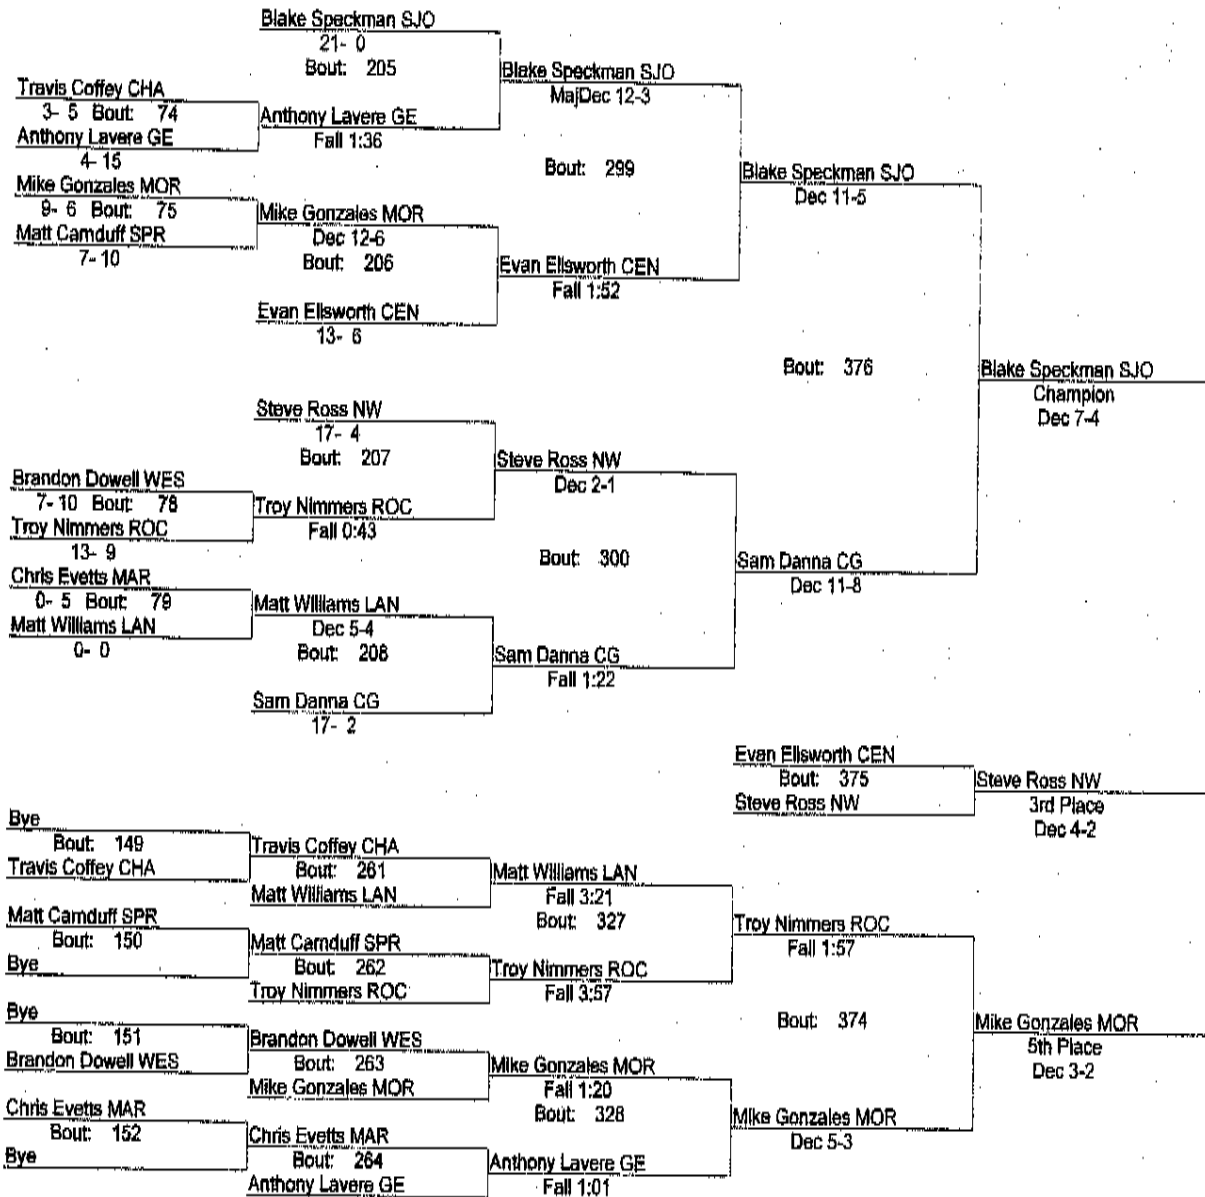 Blake Speckman SJO
21- 0
Bout: 205
Travis Coffey CHA
3- 5 Bout: 74
Anthony Lavere GE
4- 15
Anthony Lavere GE
Fall 1:36
Blake Speckman SJO
MajDec 12-3
Mike Gonzales MOR
9- 6 Bout: 75
Matt Carnduff SPR
7- 10
Mike Gonzales MOR
Dec 12-6
Bout: 206
Evan Ellsworth CEN
13- 6
Evan Ellsworth CEN
Fall 1:52
Bout: 299
Blake Speckman SJO
Dec 11-5
Bout: 376
Blake Speckman SJO
Champion
Dec 7-4
Steve Ross NW
17- 4
Bout: 207
Brandon Dowell WES
7- 10 Bout: 78
Troy Nimmers ROC
13- 9
Troy Nimmers ROC
Fall 0:43
Steve Ross NW
Dec 2-1
Chris Evetts MAR
0- 5 Bout: 79
Matt Williams LAN
0- 0
Matt Williams LAN
Dec 5-4
Bout: 208
Sam Danna CG
17- 2
Sam Danna CG
Fall 1:22
Bout: 300
Sam Danna CG
Dec 11-8
Evan Ellsworth CEN
Bout: 375
Steve Ross NW
Steve Ross NW
3rd Place
Dec 4-2
Bye
Bout: 149
Travis Coffey CHA
Travis Coffey CHA
Bout: 261
Matt Williams LAN
Matt Williams LAN
Fall 3:21
Bout: 327
Matt Carnduff SPR
Bout: 150
Bye
Matt Carnduff SPR
Bout: 262
Troy Nimmers ROC
Troy Nimmers ROC
Fall 3:57
Troy Nimmers ROC
Fall 1:57
Bout: 374
Bye
Bout: 151
Brandon Dowell WES
Brandon Dowell WES
Bout: 263
Mike Gonzales MOR
Mike Gonzales MOR
Fall 1:20
Bout: 328
Chris Evetts MAR
Bout: 152
Bye
Chris Evetts MAR
Bout: 264
Anthony Lavere GE
Anthony Lavere GE
Fall 1:01
Mike Gonzales MOR
Dec 5-3
Mike Gonzales MOR
5th Place
Dec 3-2